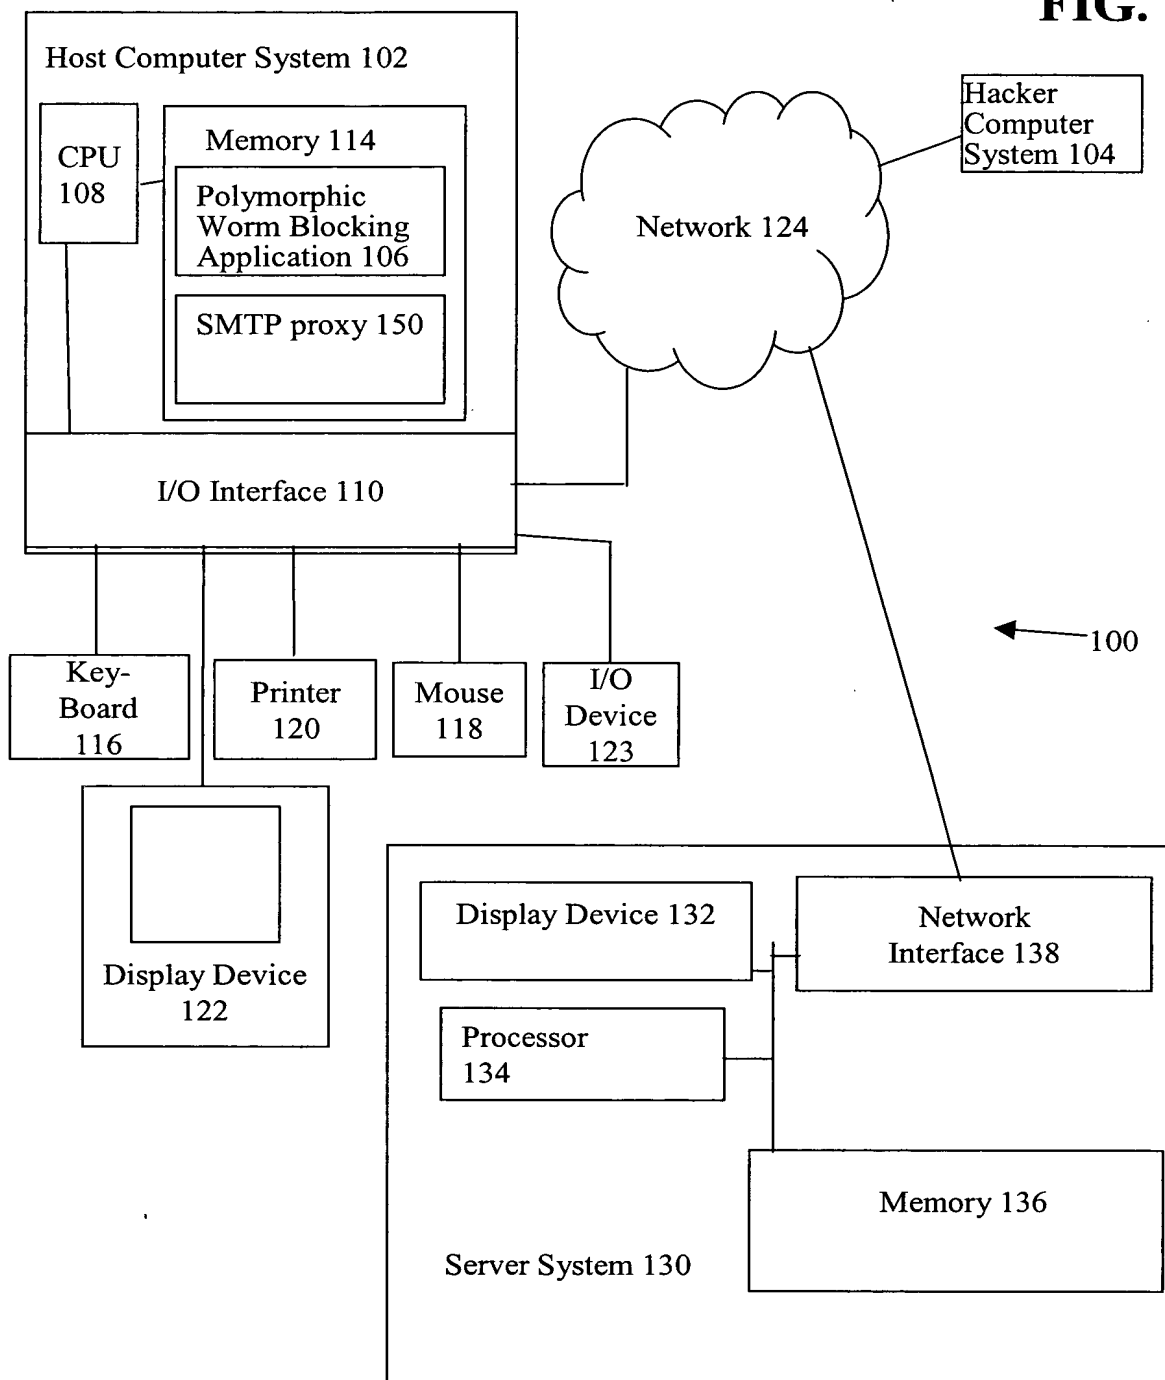 FIG.
Host Computer System 102
Hacker
Computer
System 104
CPU
108
Memory 114
Polymorphic
Worm Blocking
Application 106
SMTP proxy 150
Network 124
I/O Interface 110
100
Key-
Board
116
Printer
120
Mouse
118
I/O
Device
123
Display Device
122
Display Device 132
Network
Interface 138
Processor
134
Memory 136
Server System 130